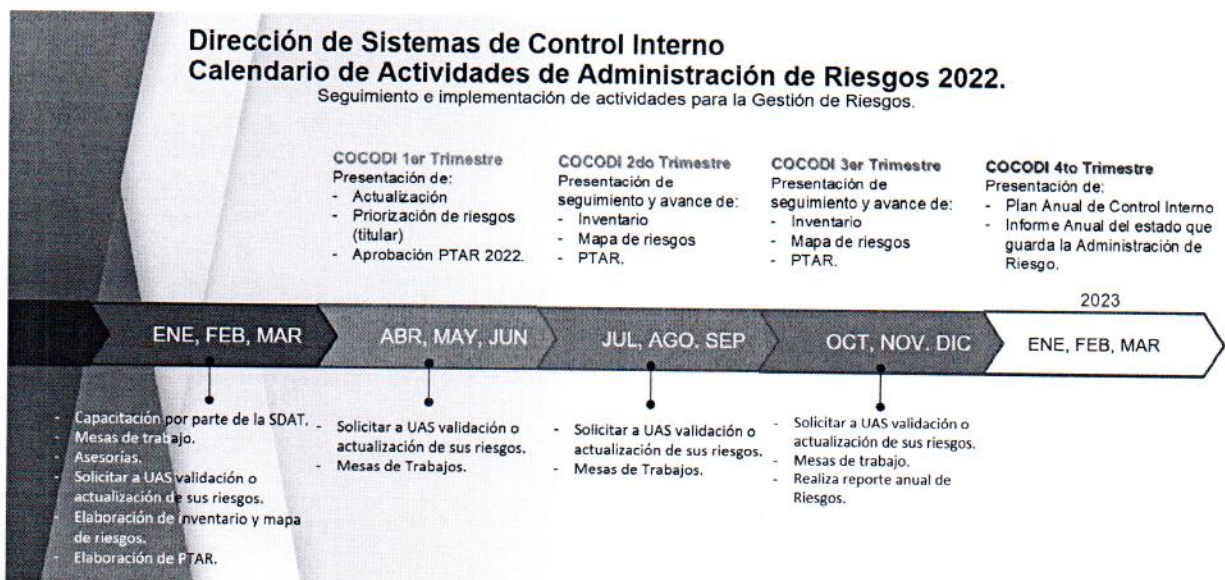 Dirección de Sistemas de Control Interno
Calendario de Actividades de Administración de Riesgos 2022.
Seguimiento e implementación de actividades para la Gestión de Riesgos.
COCODI 1er Trimestre
Presentación de:
- Actualización
- Priorización de riesgos
(titular)
- Aprobación PTAR 2022.
COCODI 2do Trimestre
Presentación de
seguimiento y avance de:
- Inventario
- Mapa de riesgos
- PTAR.
COCODI 3er Trimestre
Presentación de
seguimiento y avance de:
- Inventario
- Mapa de riesgos
- PTAR.
COCODI 4to Trimestre
Presentación de:
- Plan Anual de Control Interno
- Informe Anual del estado que
guarda la Administración de
Riesgo.
2023
ENE, FEB, MAR
ABR, MAY, JUN
JUL, AGO. SEP
OCT, NOV. DIC
ENE, FEB, MAR
- Capacitación por parte de la SDAT.
- Mesas de trabajo.
- Asesorías.
- Solicitar a UAS validación o
actualización de sus riesgos.
- Elaboración de inventario y mapa
de riesgos.
- Elaboración de PTAR.
- Solicitar a UAS validación o
actualización de sus riesgos.
- Mesas de Trabajos.
- Solicitar a UAS validación o
actualización de sus riesgos.
- Mesas de Trabajos.
- Solicitar a UAS validación o
actualización de sus riesgos.
- Mesas de trabajo.
- Realiza reporte anual de
Riesgos.